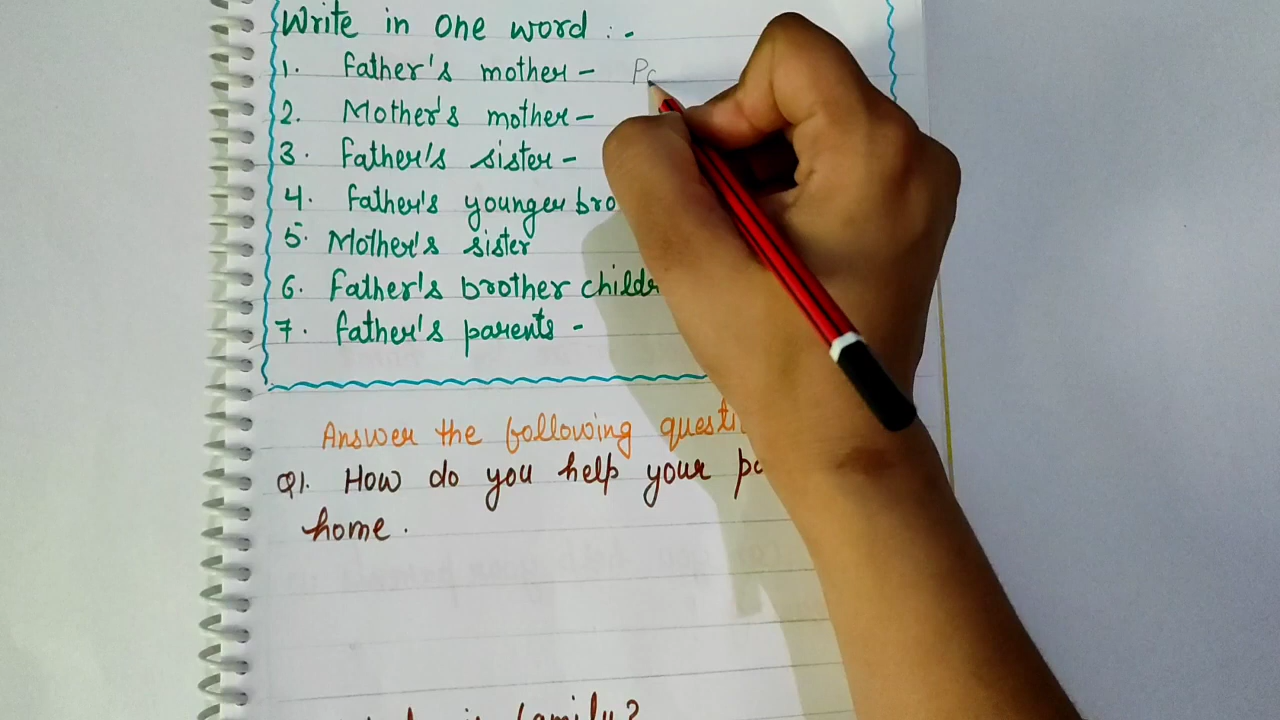 Write in one word :-
1. Father's mother - Pa
2. Mother's mother -
3. Father's sister -
4. Father's younger bro
5. Mother's sister
6. Father's brother childr
7. Father's parents -
Answer the following questi
Q1. How do you help your pa
home.
family?